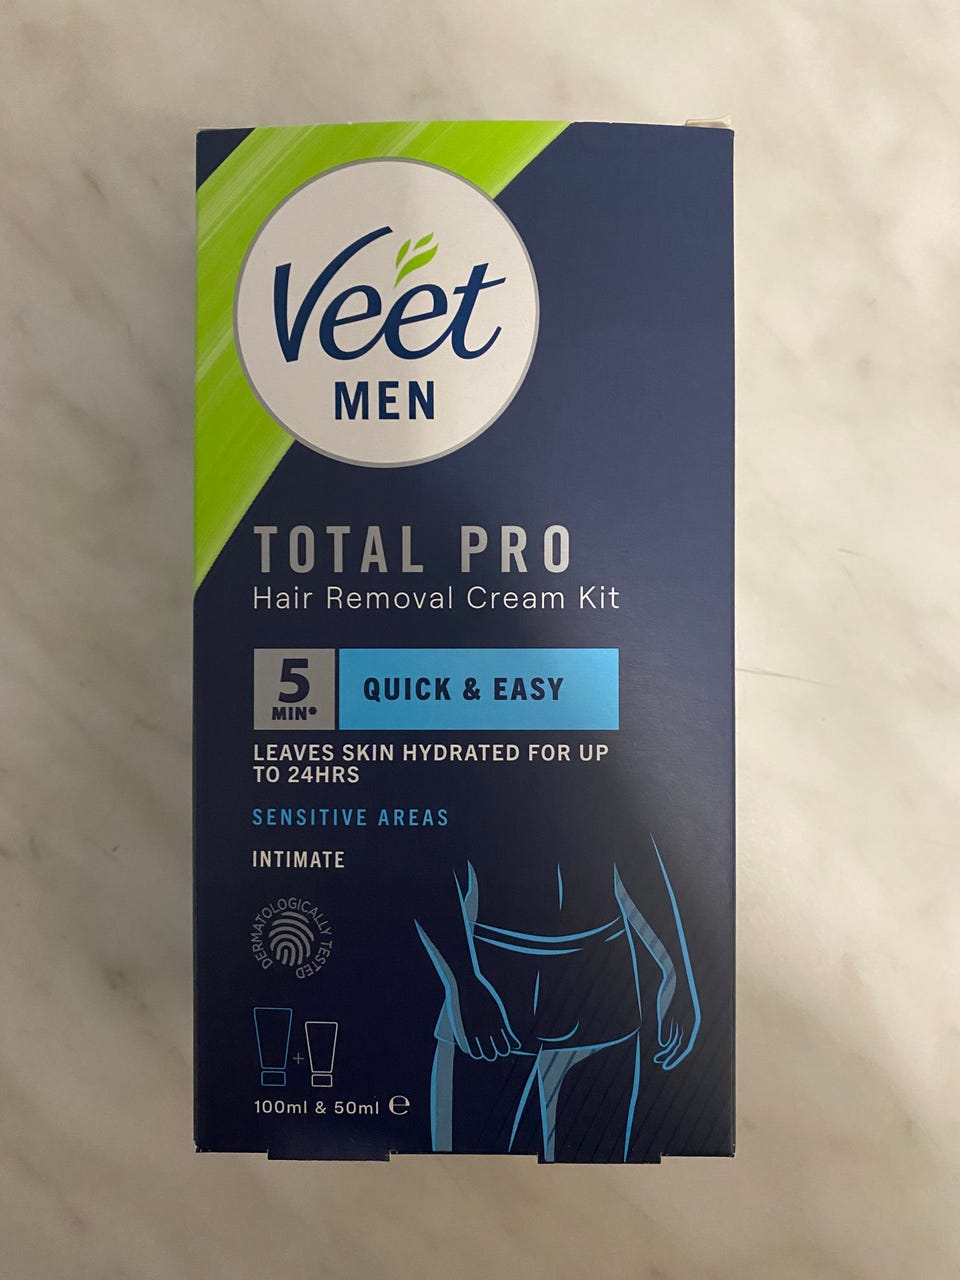 Veet
MEN
TOTAL PRO
Hair Removal Cream Kit
5
MIN*
QUICK & EASY
LEAVES SKIN HYDRATED FOR UP
TO 24HRS
SENSITIVE AREAS
INTIMATE
DERMATOLOGICALLY TESTED
+
100ml & 50ml ℮